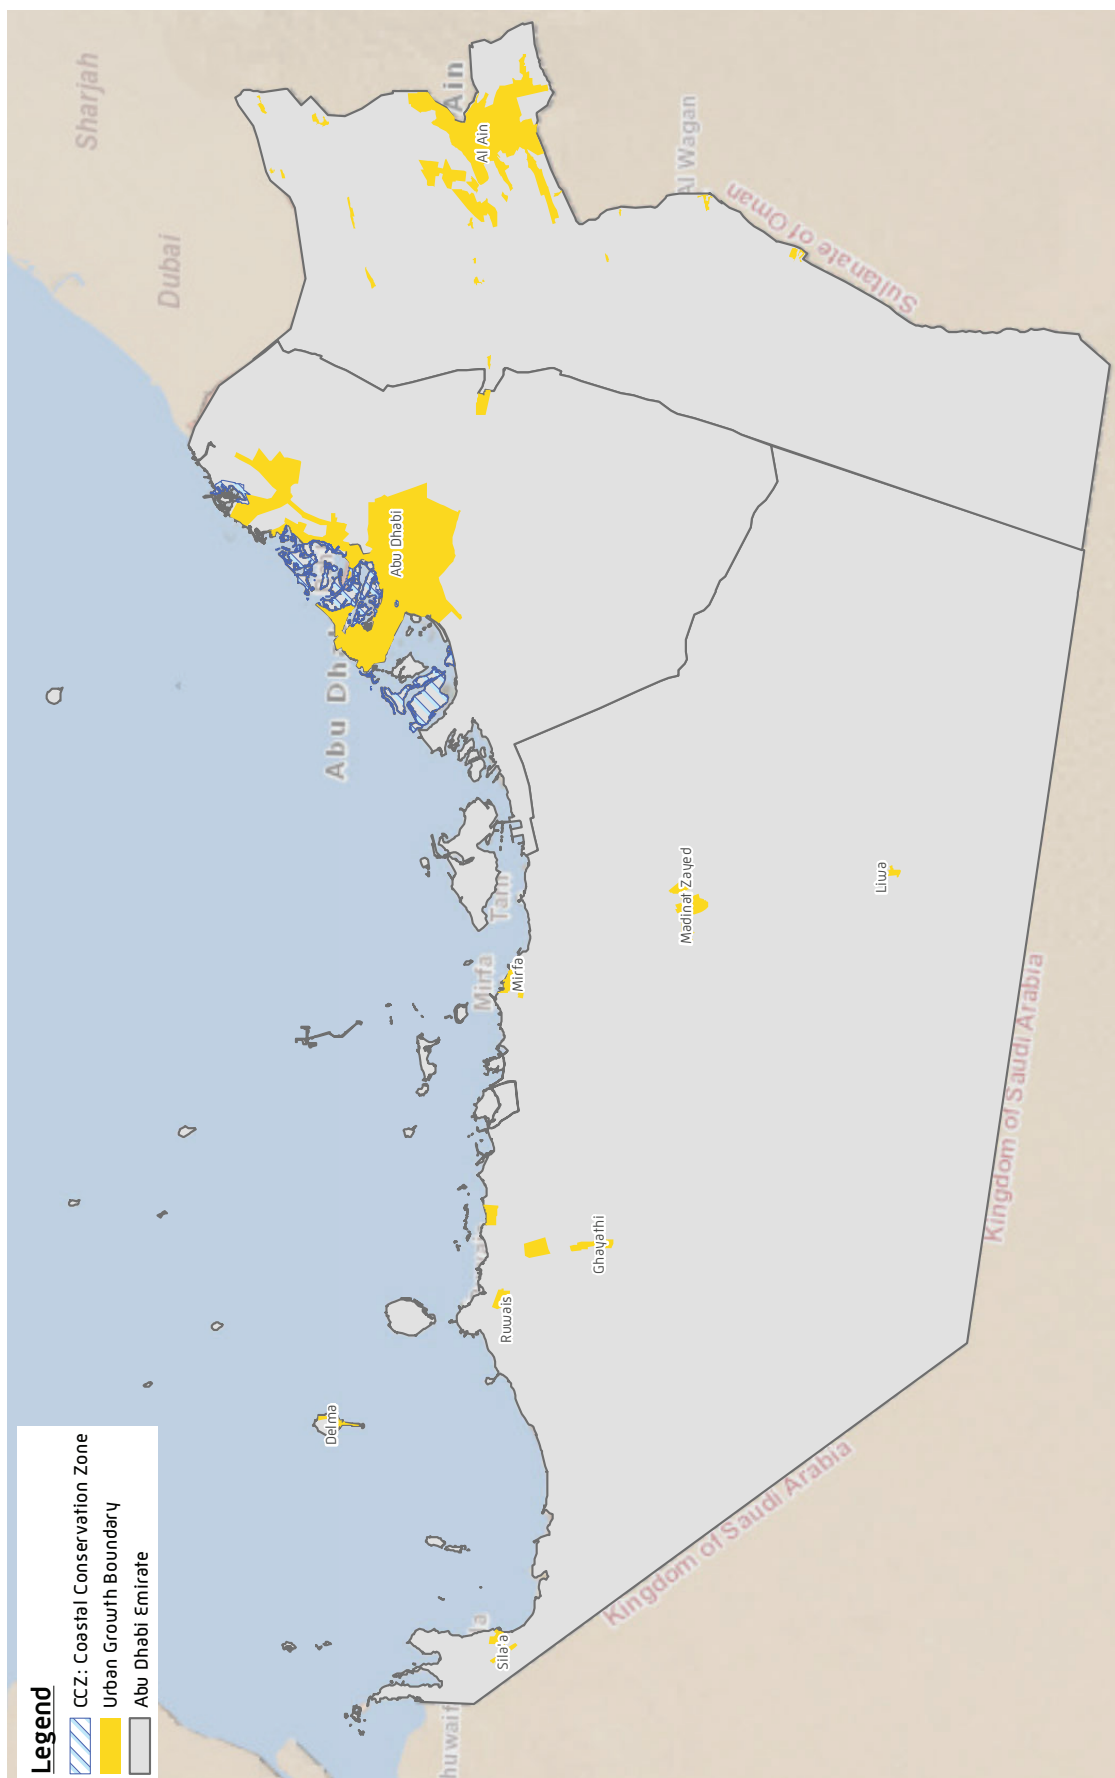 Legend
CCZ: Coastal Conservation Zone
Urban Growth Boundary
Abu Dhabi Emirate
Sharjah
Dubai
Ain
Al Ain
Al Wagan
Sultanate of Oman
Abu Dhabi
Abu Dh
Tarif
Mirfa
Mirfa
Madinat Zayed
Liwa
Ghayathi
Ruwais
Delma
Sila'a
Kingdom of Saudi Arabia
Kingdom of Saudi Arabia